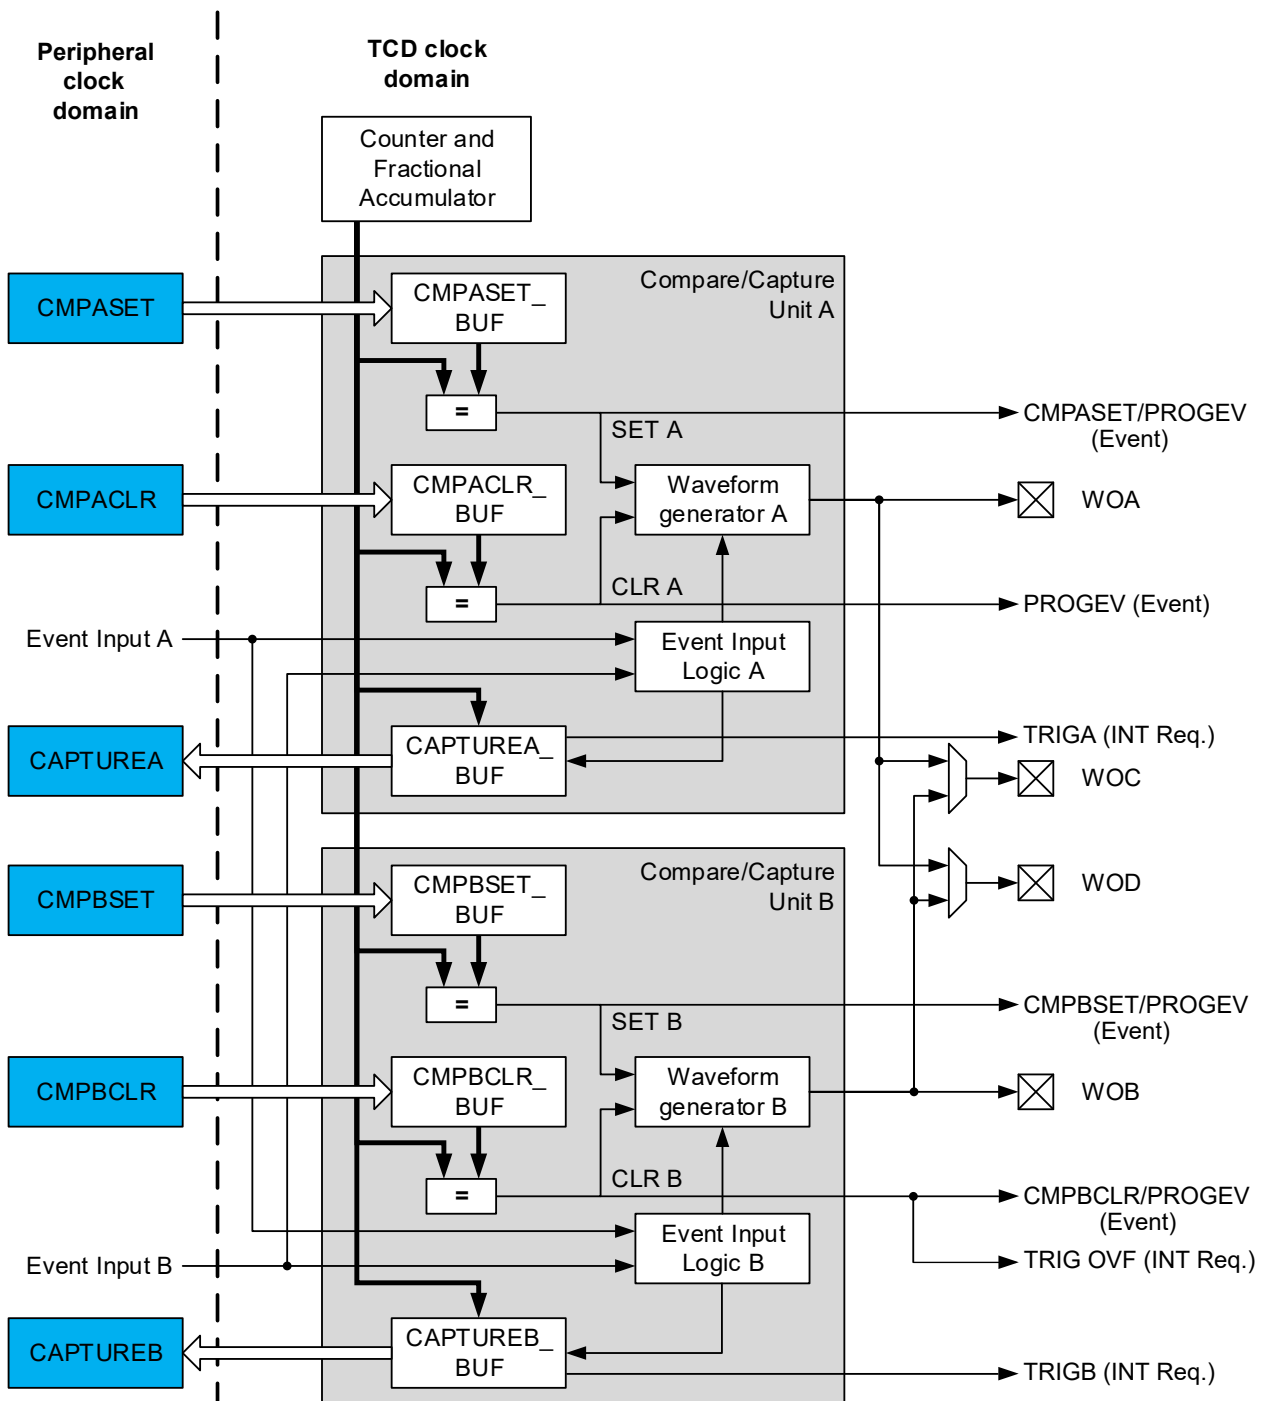 Peripheral
clock
domain
TCD clock
domain
Counter and
Fractional
Accumulator
Compare/Capture
Unit A
CMPASET
CMPASET_
BUF
=
SET A
CMPASET/PROGEV
(Event)
CMPACLR
CMPACLR_
BUF
Waveform
generator A
WOA
=
CLR A
PROGEV (Event)
Event Input A
Event Input
Logic A
CAPTUREA
CAPTUREA_
BUF
TRIGA (INT Req.)
WOC
Compare/Capture
Unit B
CMPBSET
CMPBSET_
BUF
WOD
=
SET B
CMPBSET/PROGEV
(Event)
CMPBCLR
CMPBCLR_
BUF
Waveform
generator B
WOB
=
CLR B
CMPBCLR/PROGEV
(Event)
Event Input B
Event Input
Logic B
TRIG OVF (INT Req.)
CAPTUREB
CAPTUREB_
BUF
TRIGB (INT Req.)